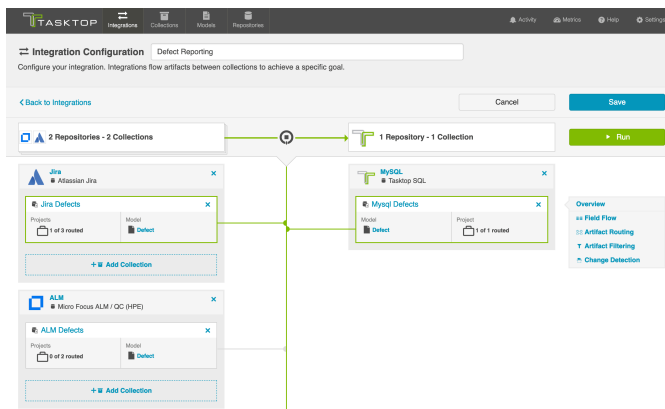 TASKTOP
Integrations
Collections
Models
Repositories
Activity
Metrics
Help
Settings
Integration Configuration
Defect Reporting
Configure your integration. Integrations flow artifacts between collections to achieve a specific goal.
Back to Integrations
Cancel
Save
2 Repositories - 2 Collections
1 Repository - 1 Collection
Run
Jira
Atlassian Jira
Jira Defects
Projects
1 of 3 routed
Model
Defect
+ Add Collection
MySQL
Tasktop SQL
Mysql Defects
Model
Defect
Project
1 of 1 routed
Overview
Field Flow
Artifact Routing
Artifact Filtering
Change Detection
ALM
Micro Focus ALM / QC (HPE)
ALM Defects
Projects
0 of 2 routed
Model
Defect
+ Add Collection